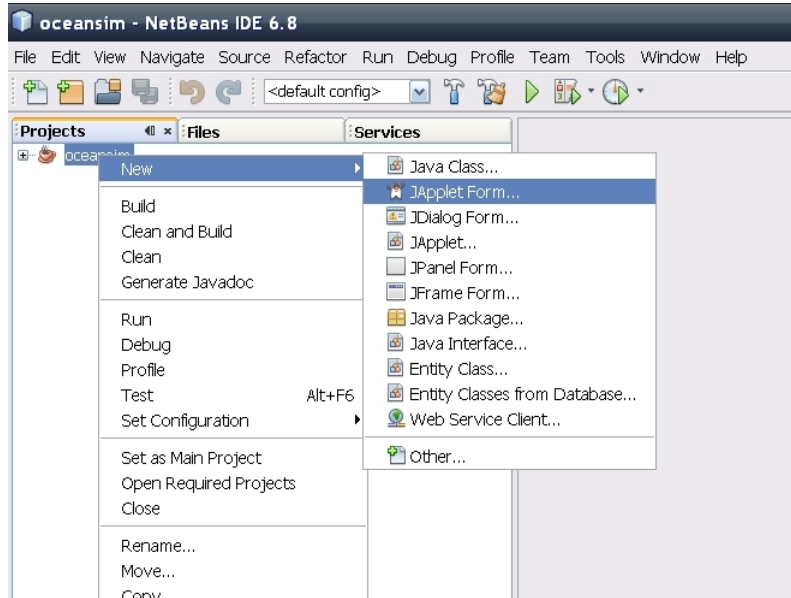 oceansim - NetBeans IDE 6.8
File Edit View Navigate Source Refactor Run Debug Profile Team Tools Window Help
<default config>
Projects Files Services
oceansim
New
Build
Clean and Build
Clean
Generate Javadoc
Run
Debug
Profile
Test Alt+F6
Set Configuration
Set as Main Project
Open Required Projects
Close
Rename...
Move...
Copy
Java Class...
JApplet Form...
JDialog Form...
JApplet...
JPanel Form...
JFrame Form...
Java Package...
Java Interface...
Entity Class...
Entity Classes from Database...
Web Service Client...
Other...